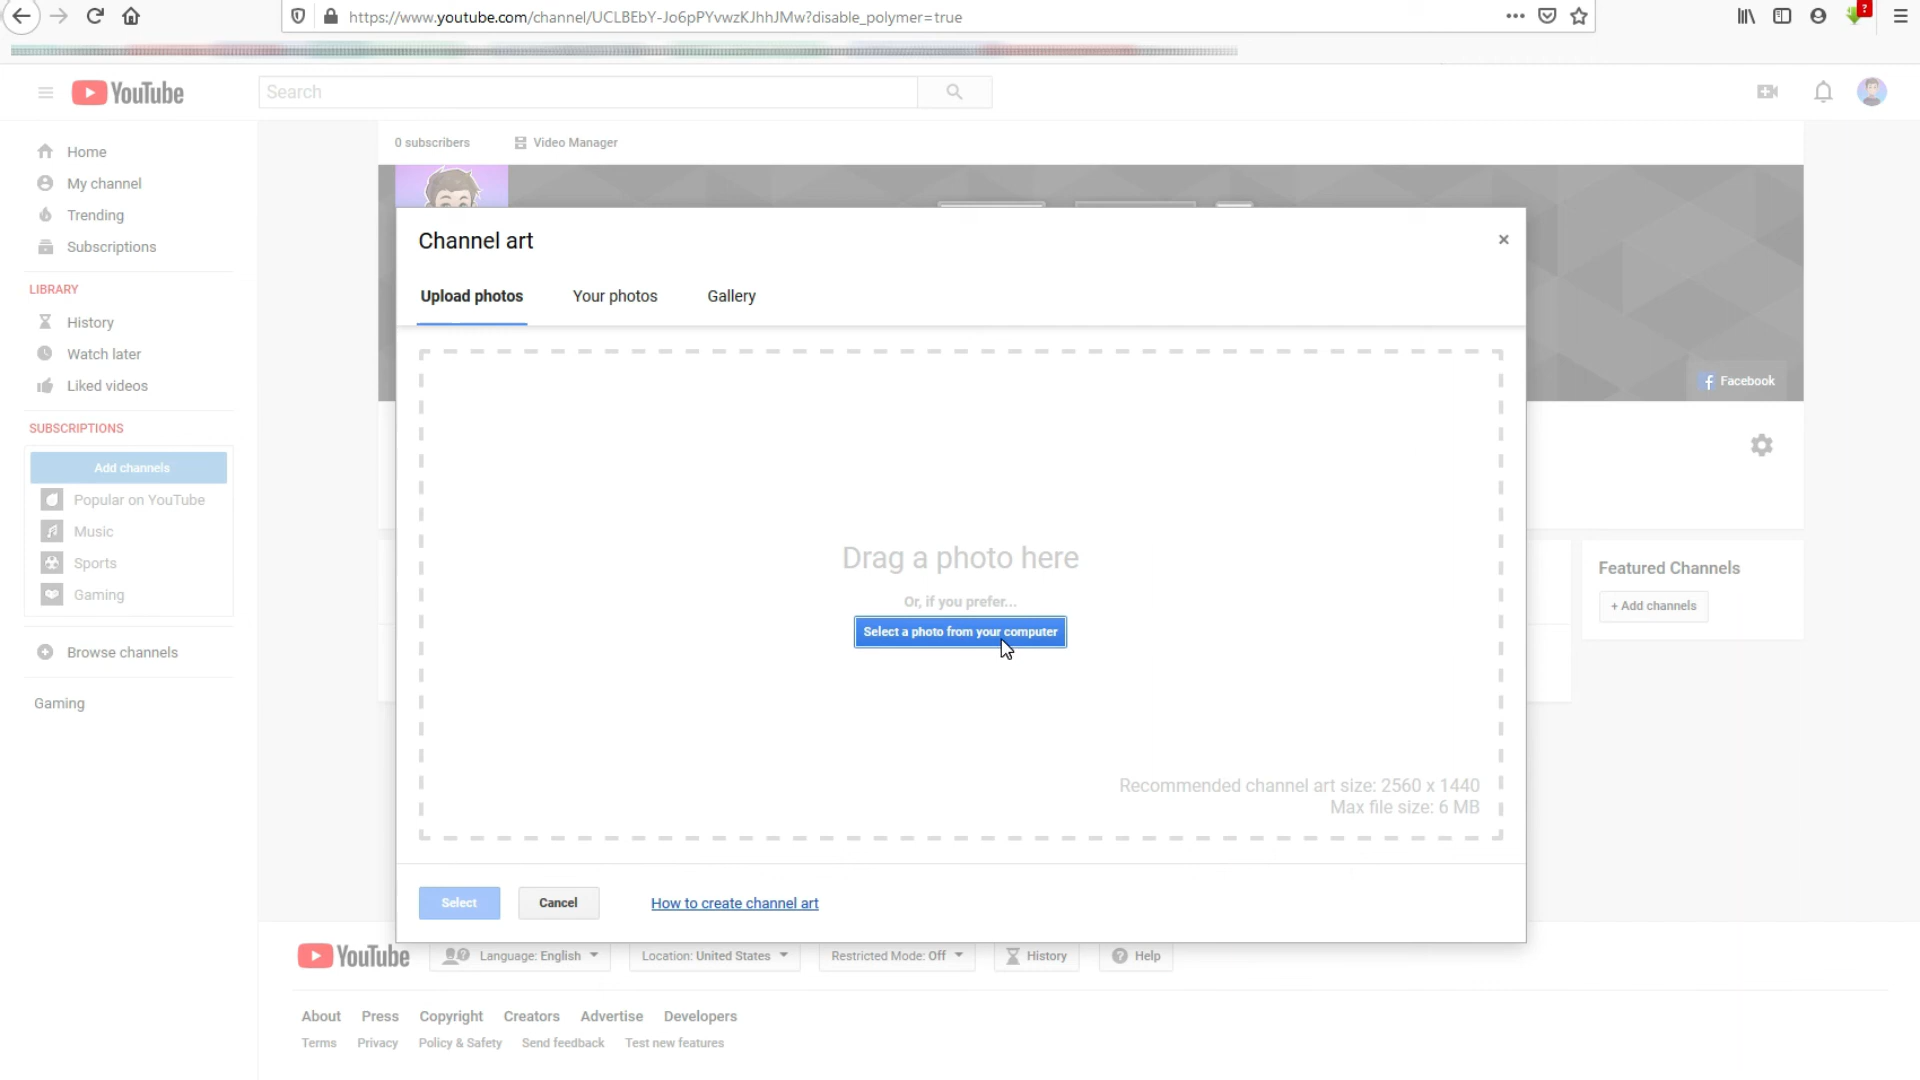 https://www.youtube.com/channel/UCLBEbY-Jo6pPYvwzKJhhJMw?disable_polymer=true
?
YouTube
Search
0 subscribers
Video Manager
Home
My channel
Trending
Subscriptions
LIBRARY
History
Watch later
Liked videos
SUBSCRIPTIONS
Add channels
Popular on YouTube
Music
Sports
Gaming
Browse channels
Gaming
Channel art
×
Upload photos
Your photos
Gallery
Drag a photo here
Or, if you prefer...
Select a photo from your computer
Recommended channel art size: 2560 x 1440
Max file size: 6 MB
Select
Cancel
How to create channel art
Facebook
Featured Channels
+ Add channels
YouTube
Language: English
Location: United States
Restricted Mode: Off
History
Help
About Press Copyright Creators Advertise Developers
Terms Privacy Policy & Safety Send feedback Test new features